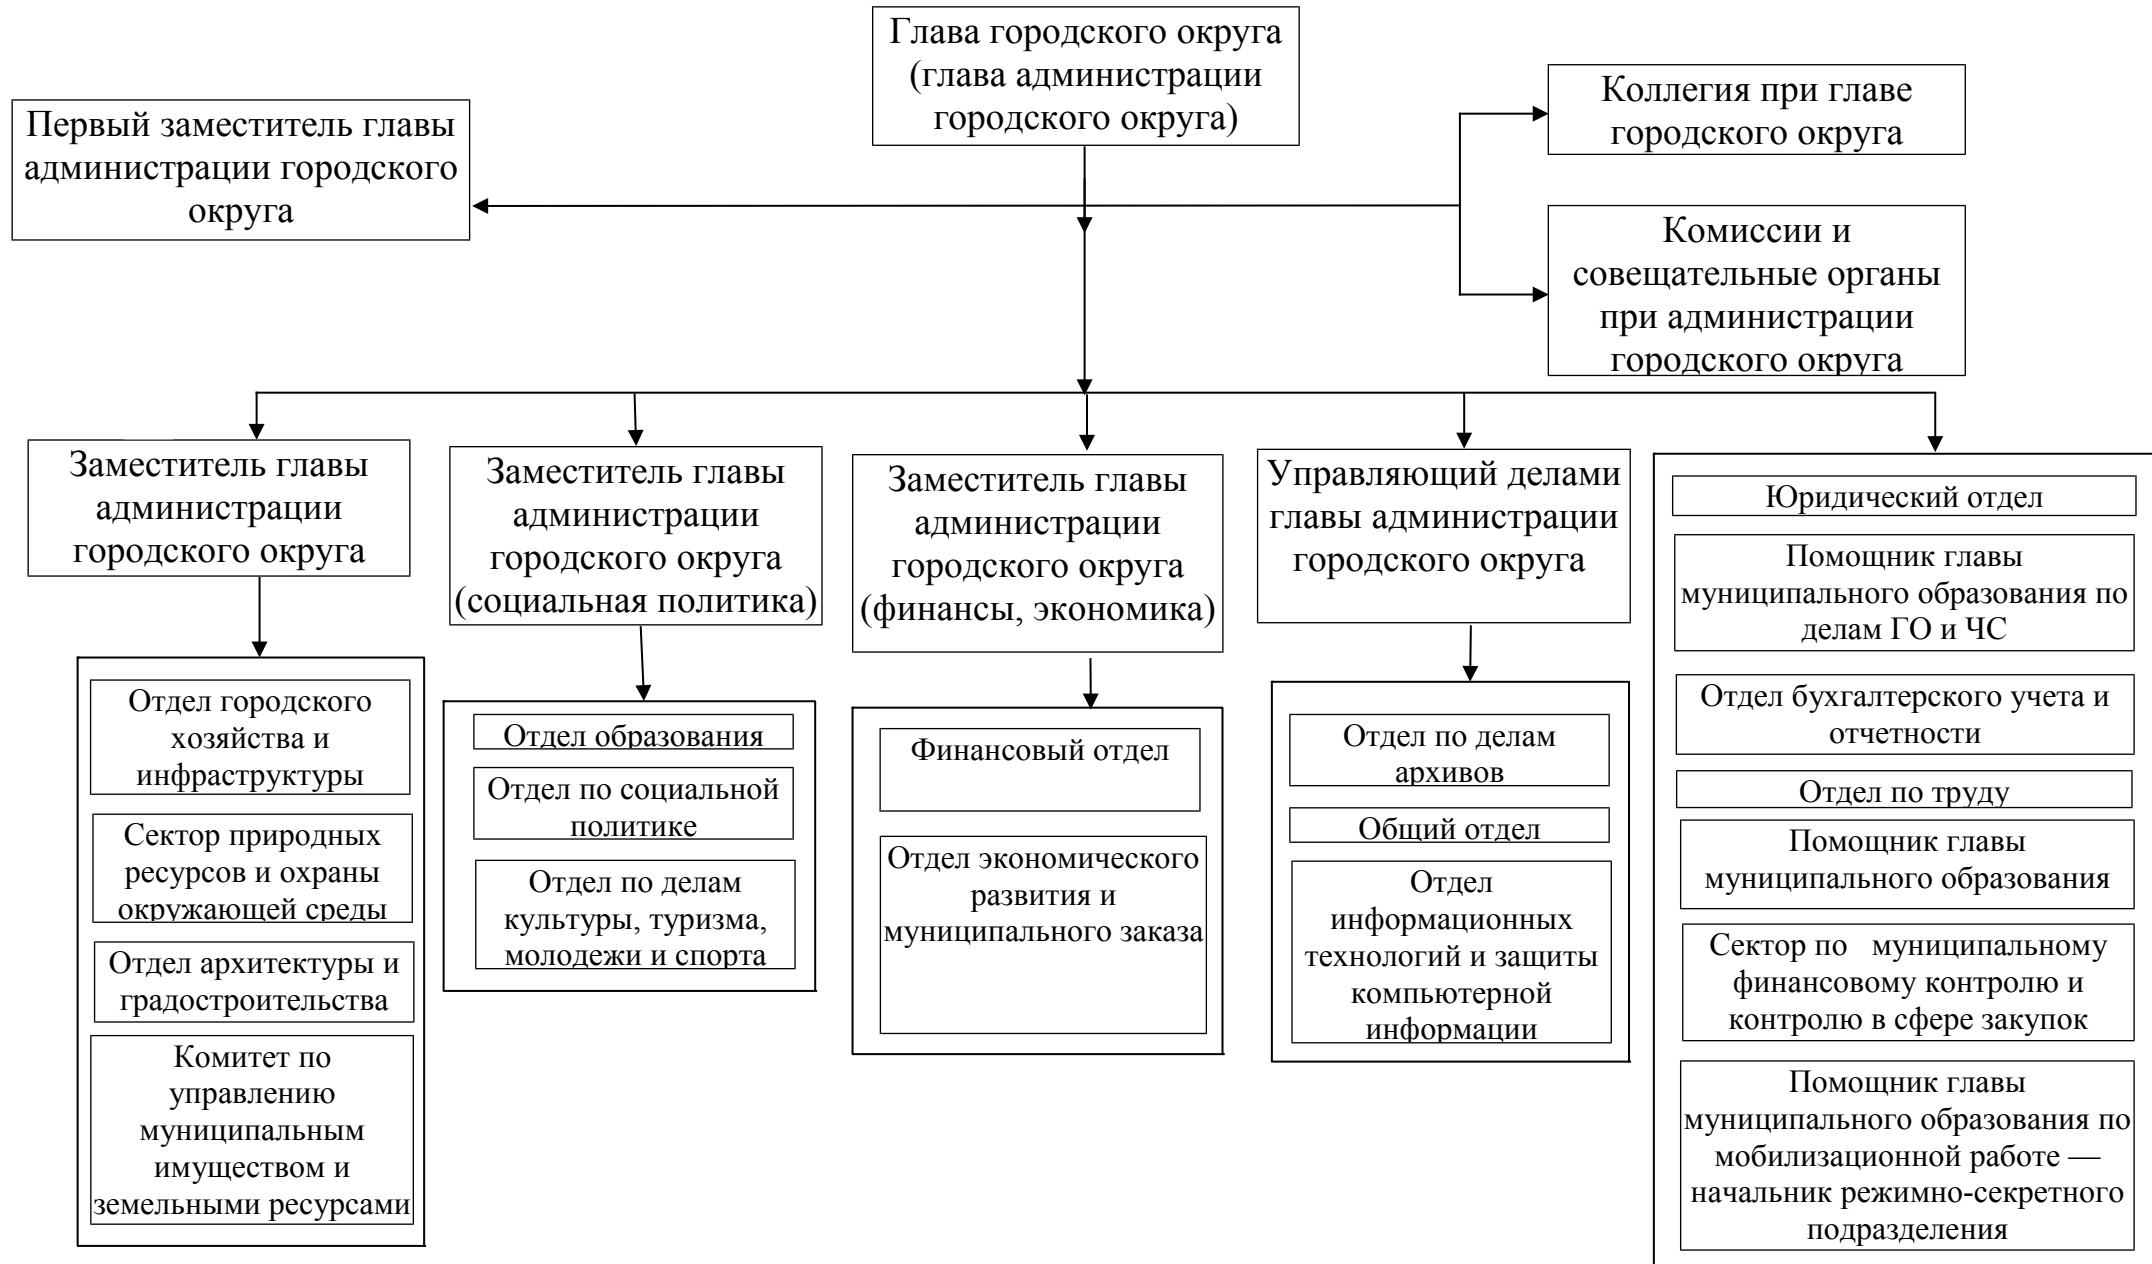 Глава городского округа
(глава администрации
городского округа)
Первый заместитель главы
администрации городского
округа
Коллегия при главе
городского округа
Комиссии и
совещательные органы
при администрации
городского округа
Заместитель главы
администрации
городского округа
Заместитель главы
администрации
городского округа
(социальная политика)
Заместитель главы
администрации
городского округа
(финансы, экономика)
Управляющий делами
главы администрации
городского округа
Отдел городского
хозяйства и
инфраструктуры
Сектор природных
ресурсов и охраны
окружающей среды
Отдел архитектуры и
градостроительства
Комитет по
управлению
муниципальным
имуществом и
земельными ресурсами
Отдел образования
Отдел по социальной
политике
Отдел по делам
культуры, туризма,
молодежи и спорта
Финансовый отдел
Отдел экономического
развития и
муниципального заказа
Отдел по делам
архивов
Общий отдел
Отдел
информационных
технологий и защиты
компьютерной
информации
Юридический отдел
Помощник главы
муниципального образования по
делам ГО и ЧС
Отдел бухгалтерского учета и
отчетности
Отдел по труду
Помощник главы
муниципального образования
Сектор по муниципальному
финансовому контролю и
контролю в сфере закупок
Помощник главы
муниципального образования по
мобилизационной работе —
начальник режимно-секретного
подразделения